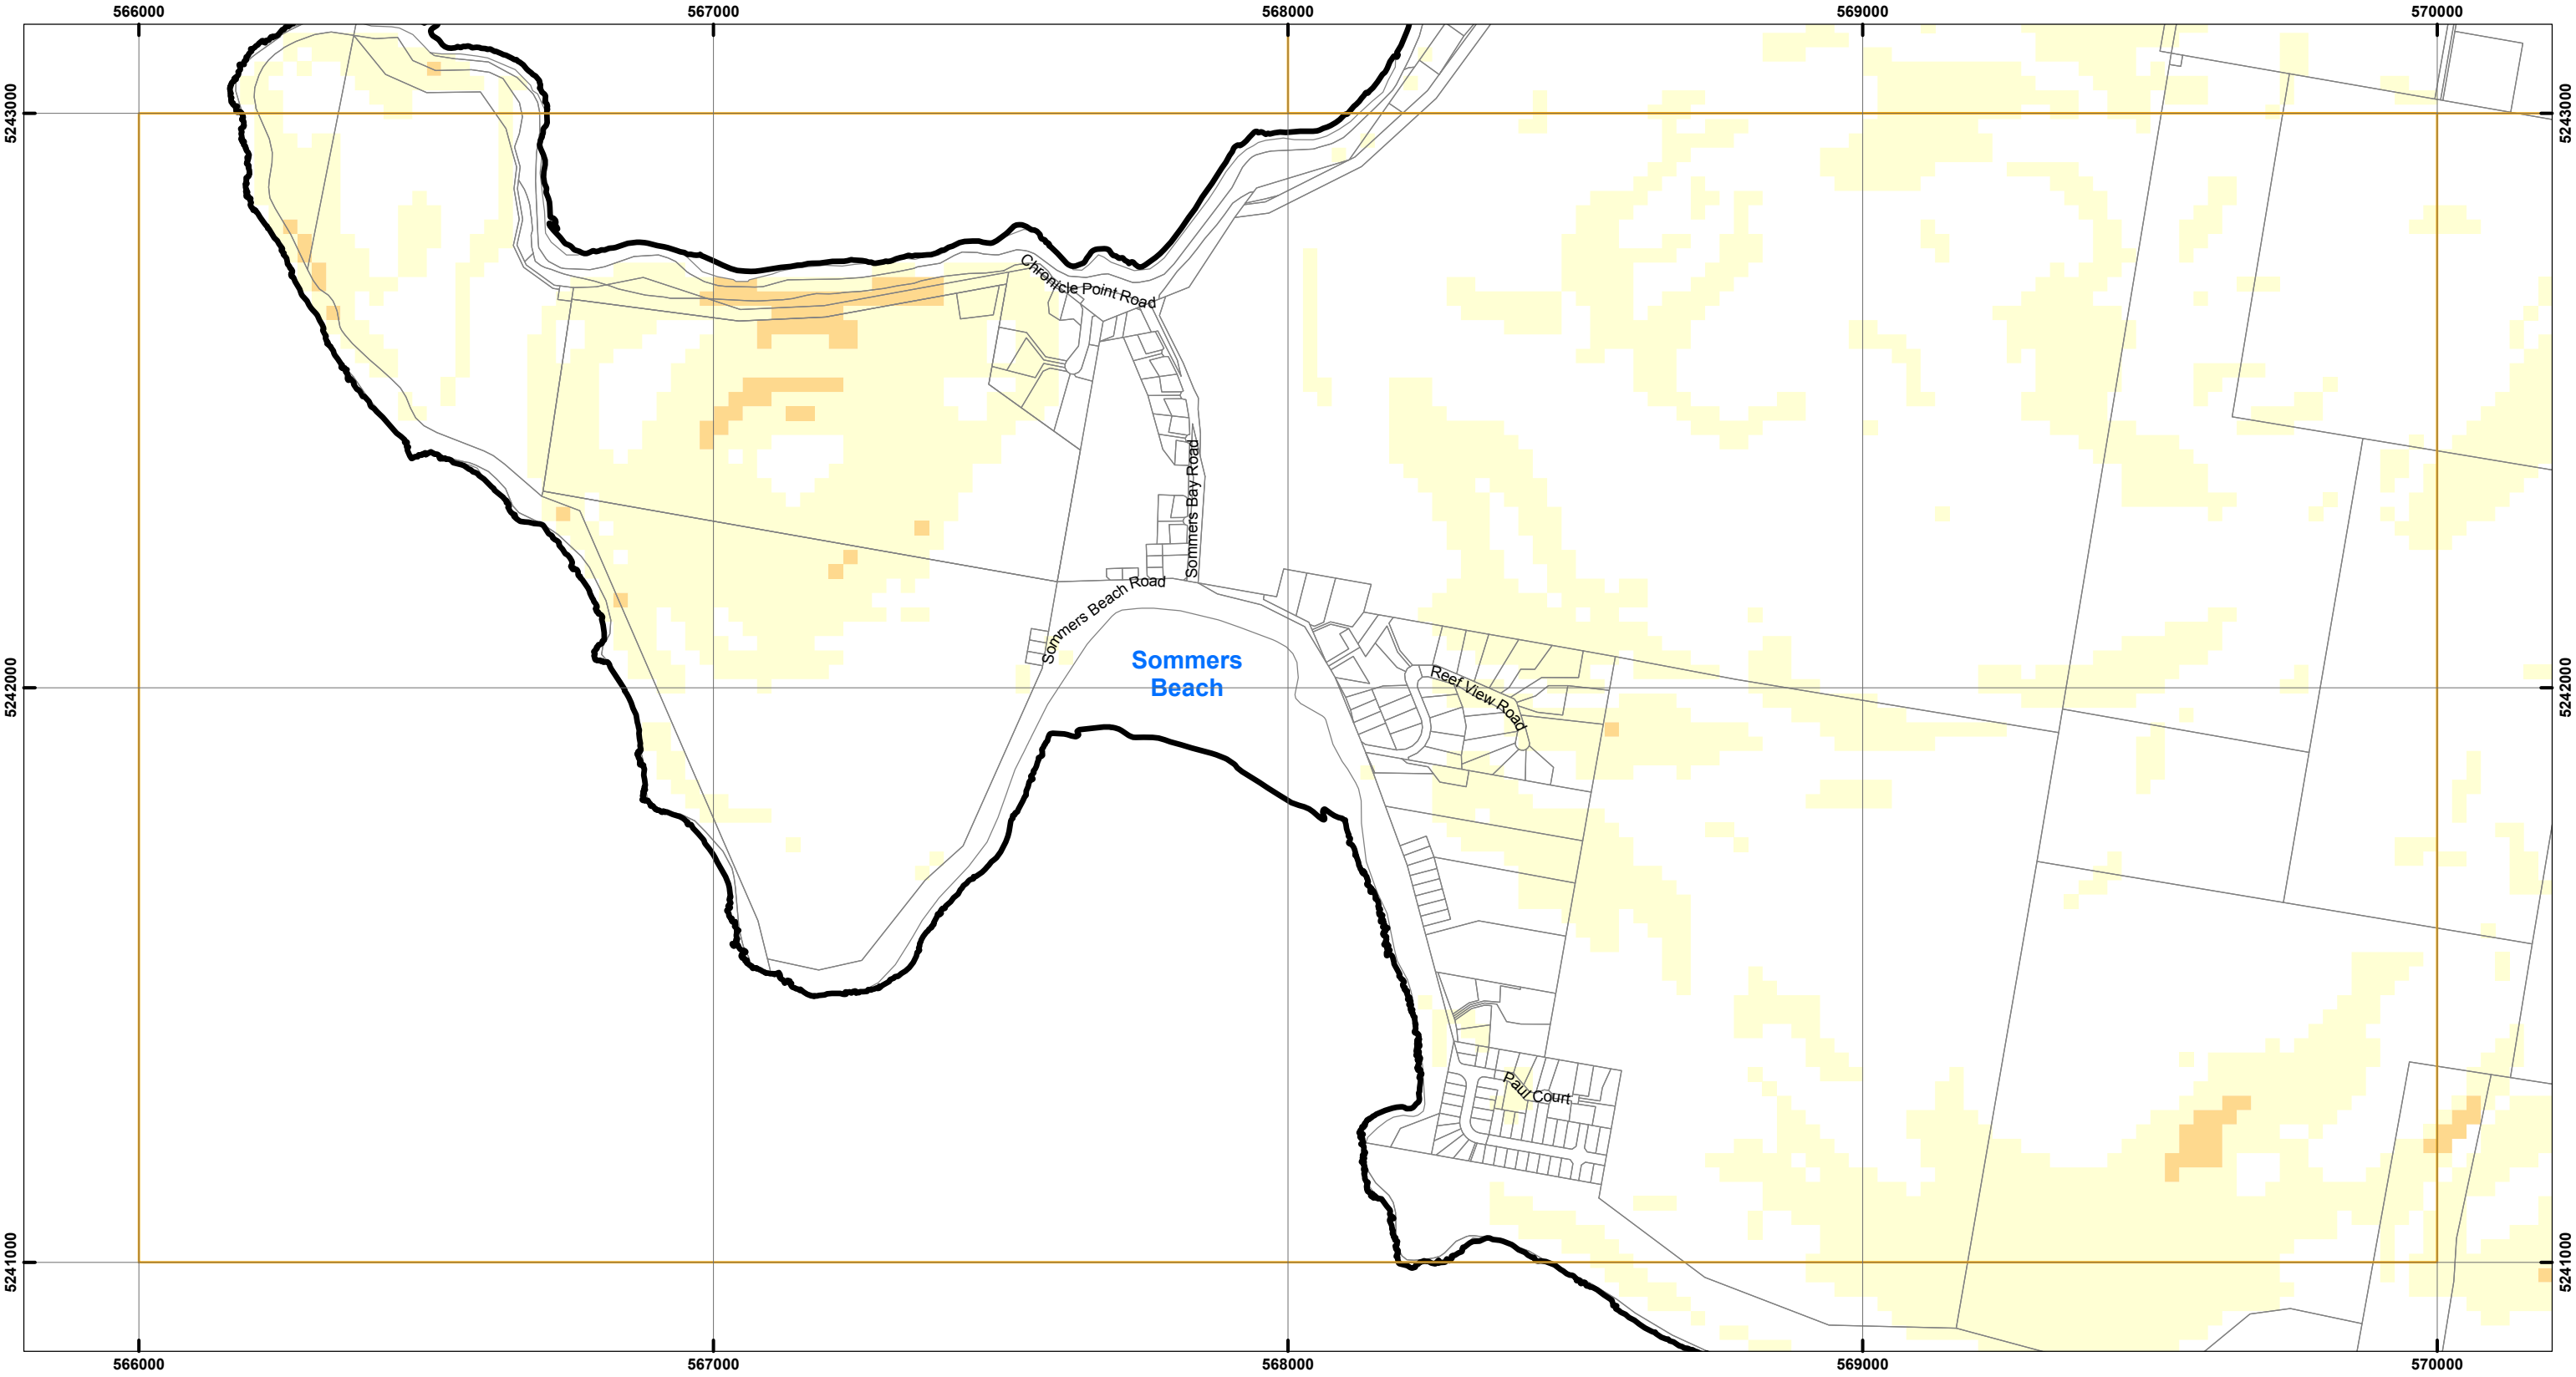 566000
567000
568000
569000
570000
5243000
5243000
Chronicle Point Road
Sommers Bay Road
Sommers Beach Road
Sommers
Beach
Reef View Road
5242000
5242000
Paul Court
5241000
5241000
566000
567000
568000
569000
570000